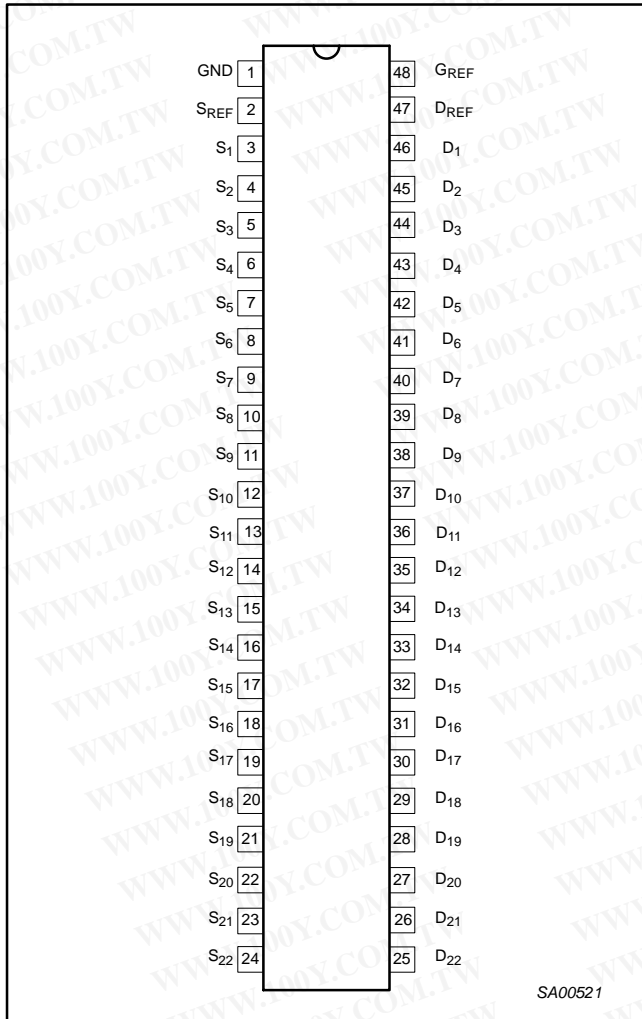 GND 1 48 GREF
SREF 2 47 DREF
S1 3 46 D1
S2 4 45 D2
S3 5 44 D3
S4 6 43 D4
S5 7 42 D5
S6 8 41 D6
S7 9 40 D7
S8 10 39 D8
S9 11 38 D9
S10 12 37 D10
S11 13 36 D11
S12 14 35 D12
S13 15 34 D13
S14 16 33 D14
S15 17 32 D15
S16 18 31 D16
S17 19 30 D17
S18 20 29 D18
S19 21 28 D19
S20 22 27 D20
S21 23 26 D21
S22 24 25 D22
SA00521
WWW.100Y.COM.TW